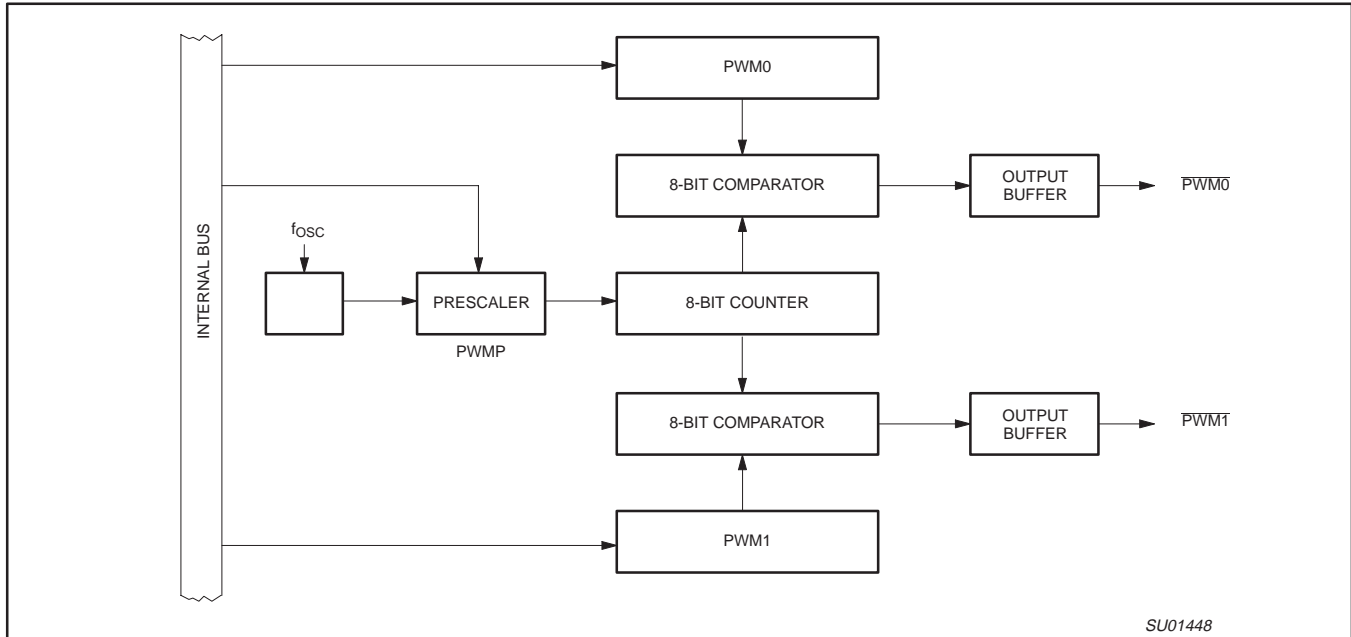 PWM0
8-BIT COMPARATOR
OUTPUT
BUFFER
PWM0
INTERNAL BUS
fOSC
PRESCALER
8-BIT COUNTER
PWMP
8-BIT COMPARATOR
OUTPUT
BUFFER
PWM1
PWM1
SU01448